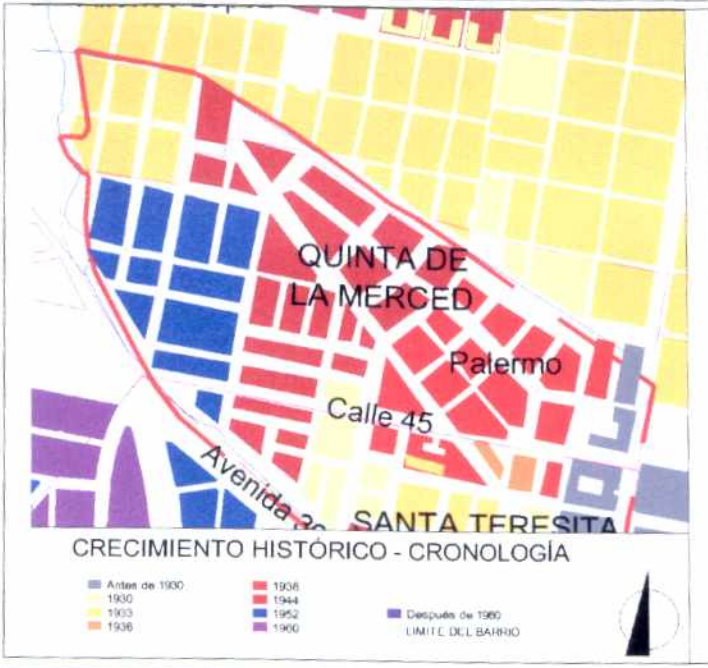 QUINTA DE
LA MERCED
Palermo
Calle 45
Avenida
SANTA TERESITA
CRECIMIENTO HISTÓRICO - CRONOLOGÍA
Antes de 1930
1930
1933
1936
1938
1944
1952
1960
Después de 1960
LIMITE DEL BARRIO